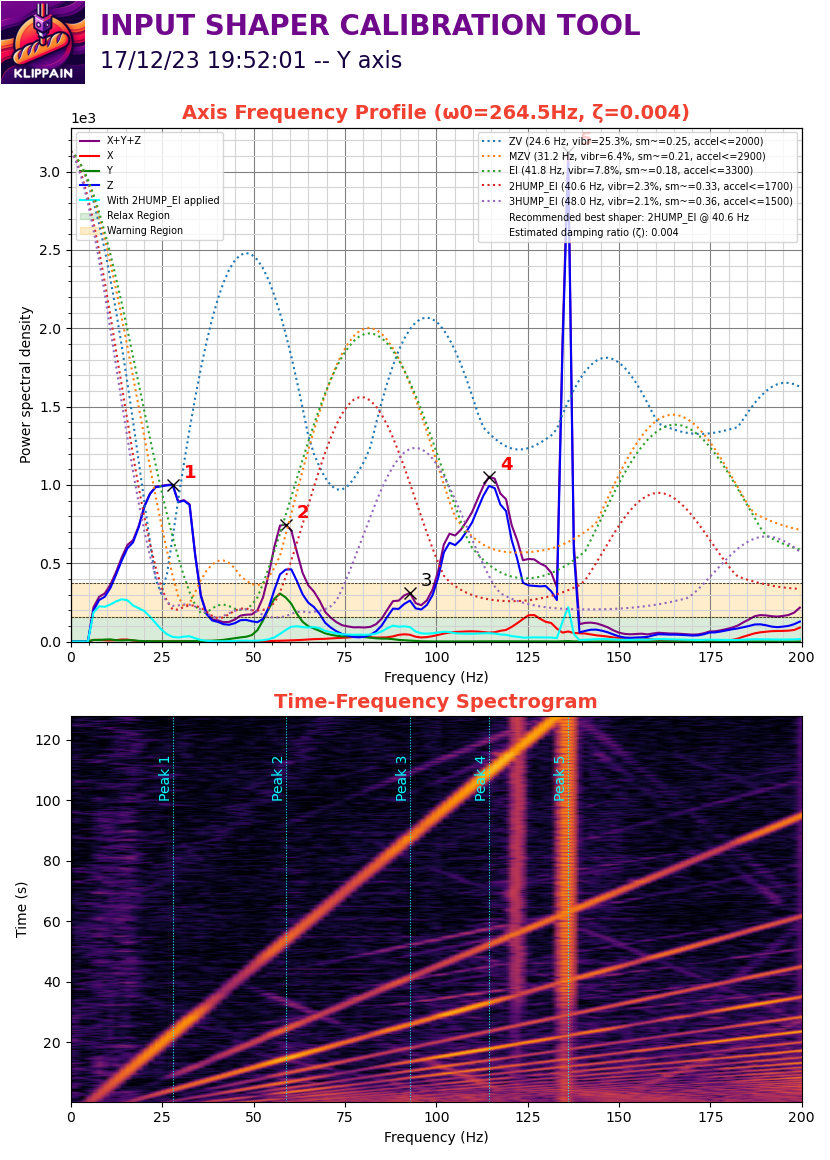 INPUT SHAPER CALIBRATION TOOL
17/12/23 19:52:01 -- Y axis
KLIPPAIN
Axis Frequency Profile (ω0=264.5Hz, ζ=0.004)
1e3
X+Y+Z
X
Y
Z
With 2HUMP_EI applied
Relax Region
Warning Region
ZV (24.6 Hz, vibr=25.3%, sm~=0.25, accel<=2000)
MZV (31.2 Hz, vibr=6.4%, sm~=0.21, accel<=2900)
EI (41.8 Hz, vibr=7.8%, sm~=0.18, accel<=3300)
2HUMP_EI (40.6 Hz, vibr=2.3%, sm~=0.33, accel<=1700)
3HUMP_EI (48.0 Hz, vibr=2.1%, sm~=0.36, accel<=1500)
Recommended best shaper: 2HUMP_EI @ 40.6 Hz
Estimated damping ratio (ζ): 0.004
3.0
2.5
2.0
1.5
1.0
0.5
0.0
Power spectral density
1
2
3
4
0 25 50 75 100 125 150 175 200
Frequency (Hz)
Time-Frequency Spectrogram
120
100
80
60
40
20
Time (s)
Peak 1
Peak 2
Peak 3
Peak 4
Peak 5
0 25 50 75 100 125 150 175 200
Frequency (Hz)